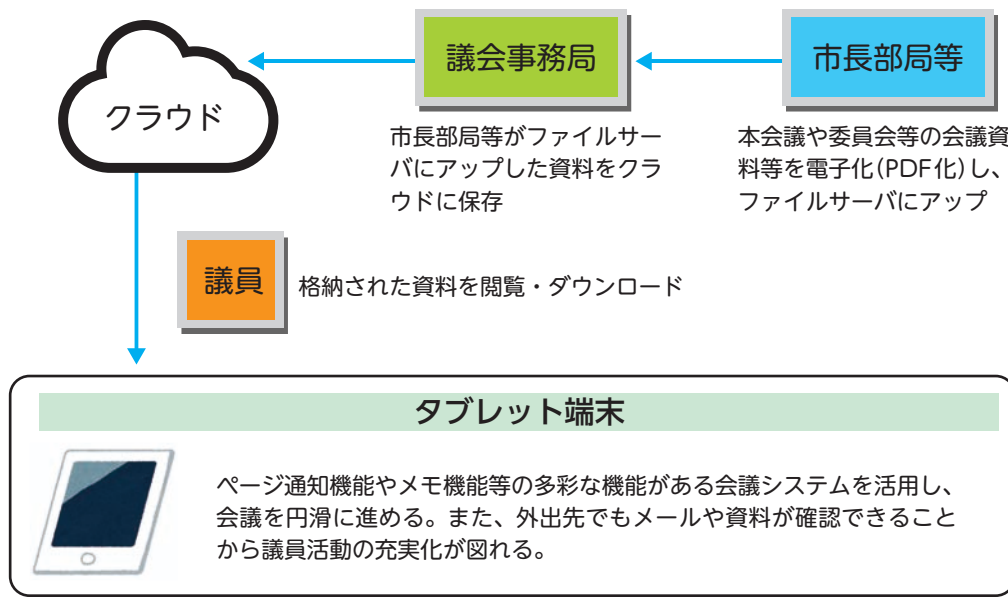 クラウド
議会事務局
市長部局等
市長部局等がファイルサー
バにアップした資料をクラ
ウドに保存
本会議や委員会等の会議資
料等を電子化(PDF化)し、
ファイルサーバにアップ
議員
格納された資料を閲覧・ダウンロード
タブレット端末
ページ通知機能やメモ機能等の多彩な機能がある会議システムを活用し、
会議を円滑に進める。また、外出先でもメールや資料が確認できること
から議員活動の充実化が図れる。